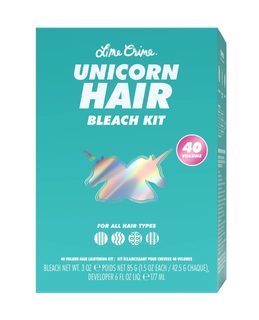 Lime Crime.
UNICORN
HAIR
BLEACH KIT
40
VOLUME
FOR ALL HAIR TYPES
40 VOLUME HAIR LIGHTENING KIT / KIT ÉCLAIRCISSANT POUR CHEVEUX 40 VOLUMES
BLEACH NET WT. 3 OZ ℮ POIDS NET 85 G (1.5 OZ EACH / 42.5 G CHAQUE),
DEVELOPER 6 FL OZ LIQ. ℮ 177 ML